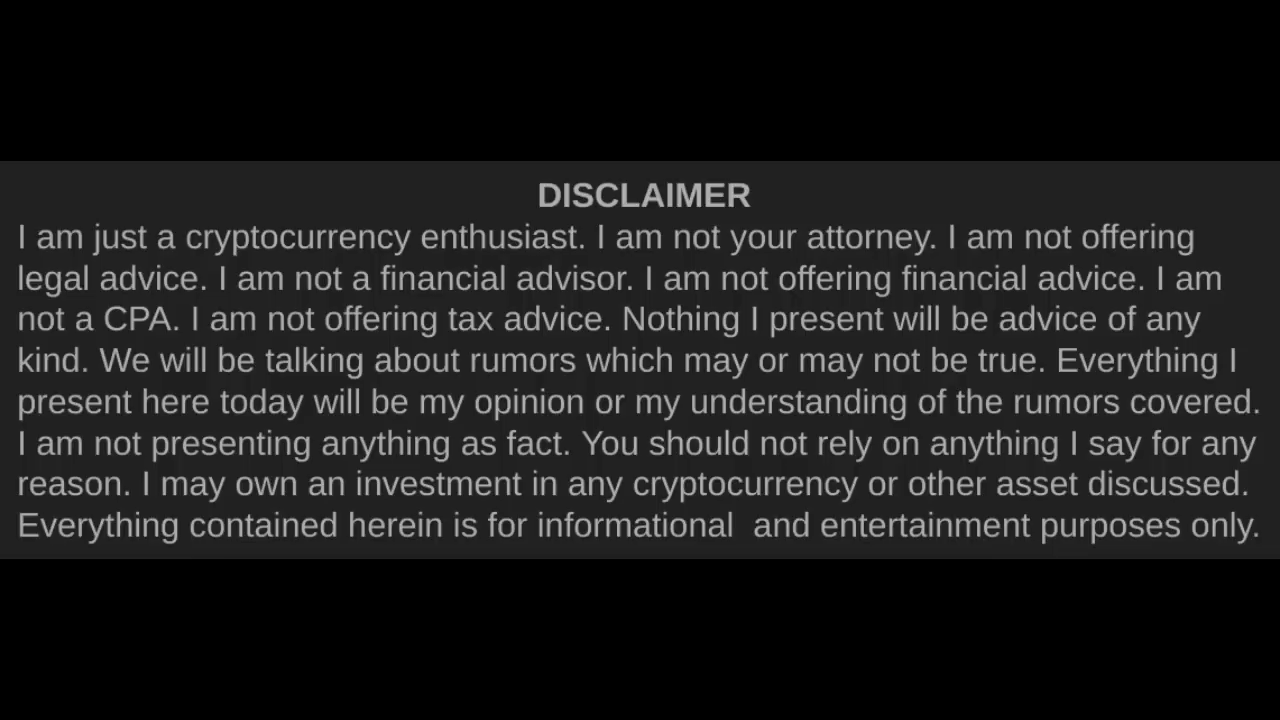 DISCLAIMER
I am just a cryptocurrency enthusiast. I am not your attorney. I am not offering
legal advice. I am not a financial advisor. I am not offering financial advice. I am
not a CPA. I am not offering tax advice. Nothing I present will be advice of any
kind. We will be talking about rumors which may or may not be true. Everything I
present here today will be my opinion or my understanding of the rumors covered.
I am not presenting anything as fact. You should not rely on anything I say for any
reason. I may own an investment in any cryptocurrency or other asset discussed.
Everything contained herein is for informational  and entertainment purposes only.